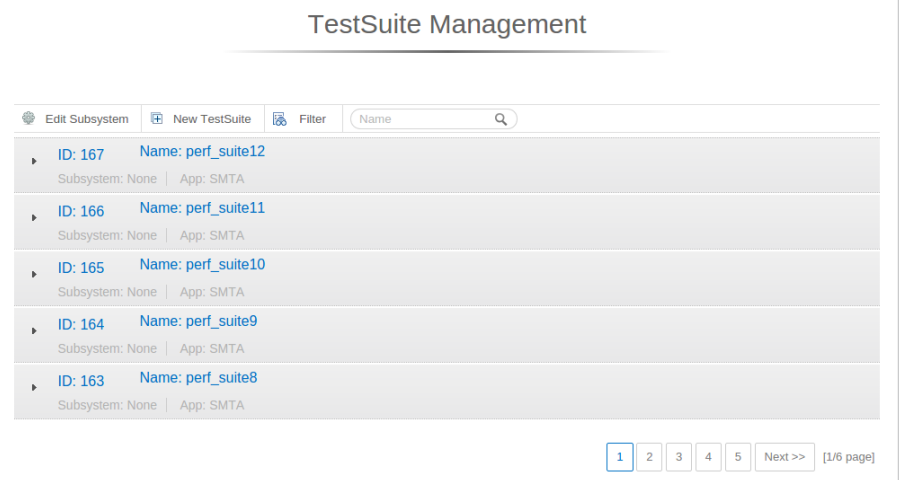 TestSuite Management
Edit Subsystem New TestSuite Filter Name
ID: 167 Name: perf_suite12
Subsystem: None App: SMTA
ID: 166 Name: perf_suite11
Subsystem: None App: SMTA
ID: 165 Name: perf_suite10
Subsystem: None App: SMTA
ID: 164 Name: perf_suite9
Subsystem: None App: SMTA
ID: 163 Name: perf_suite8
Subsystem: None App: SMTA
1 2 3 4 5 Next >> [1/6 page]